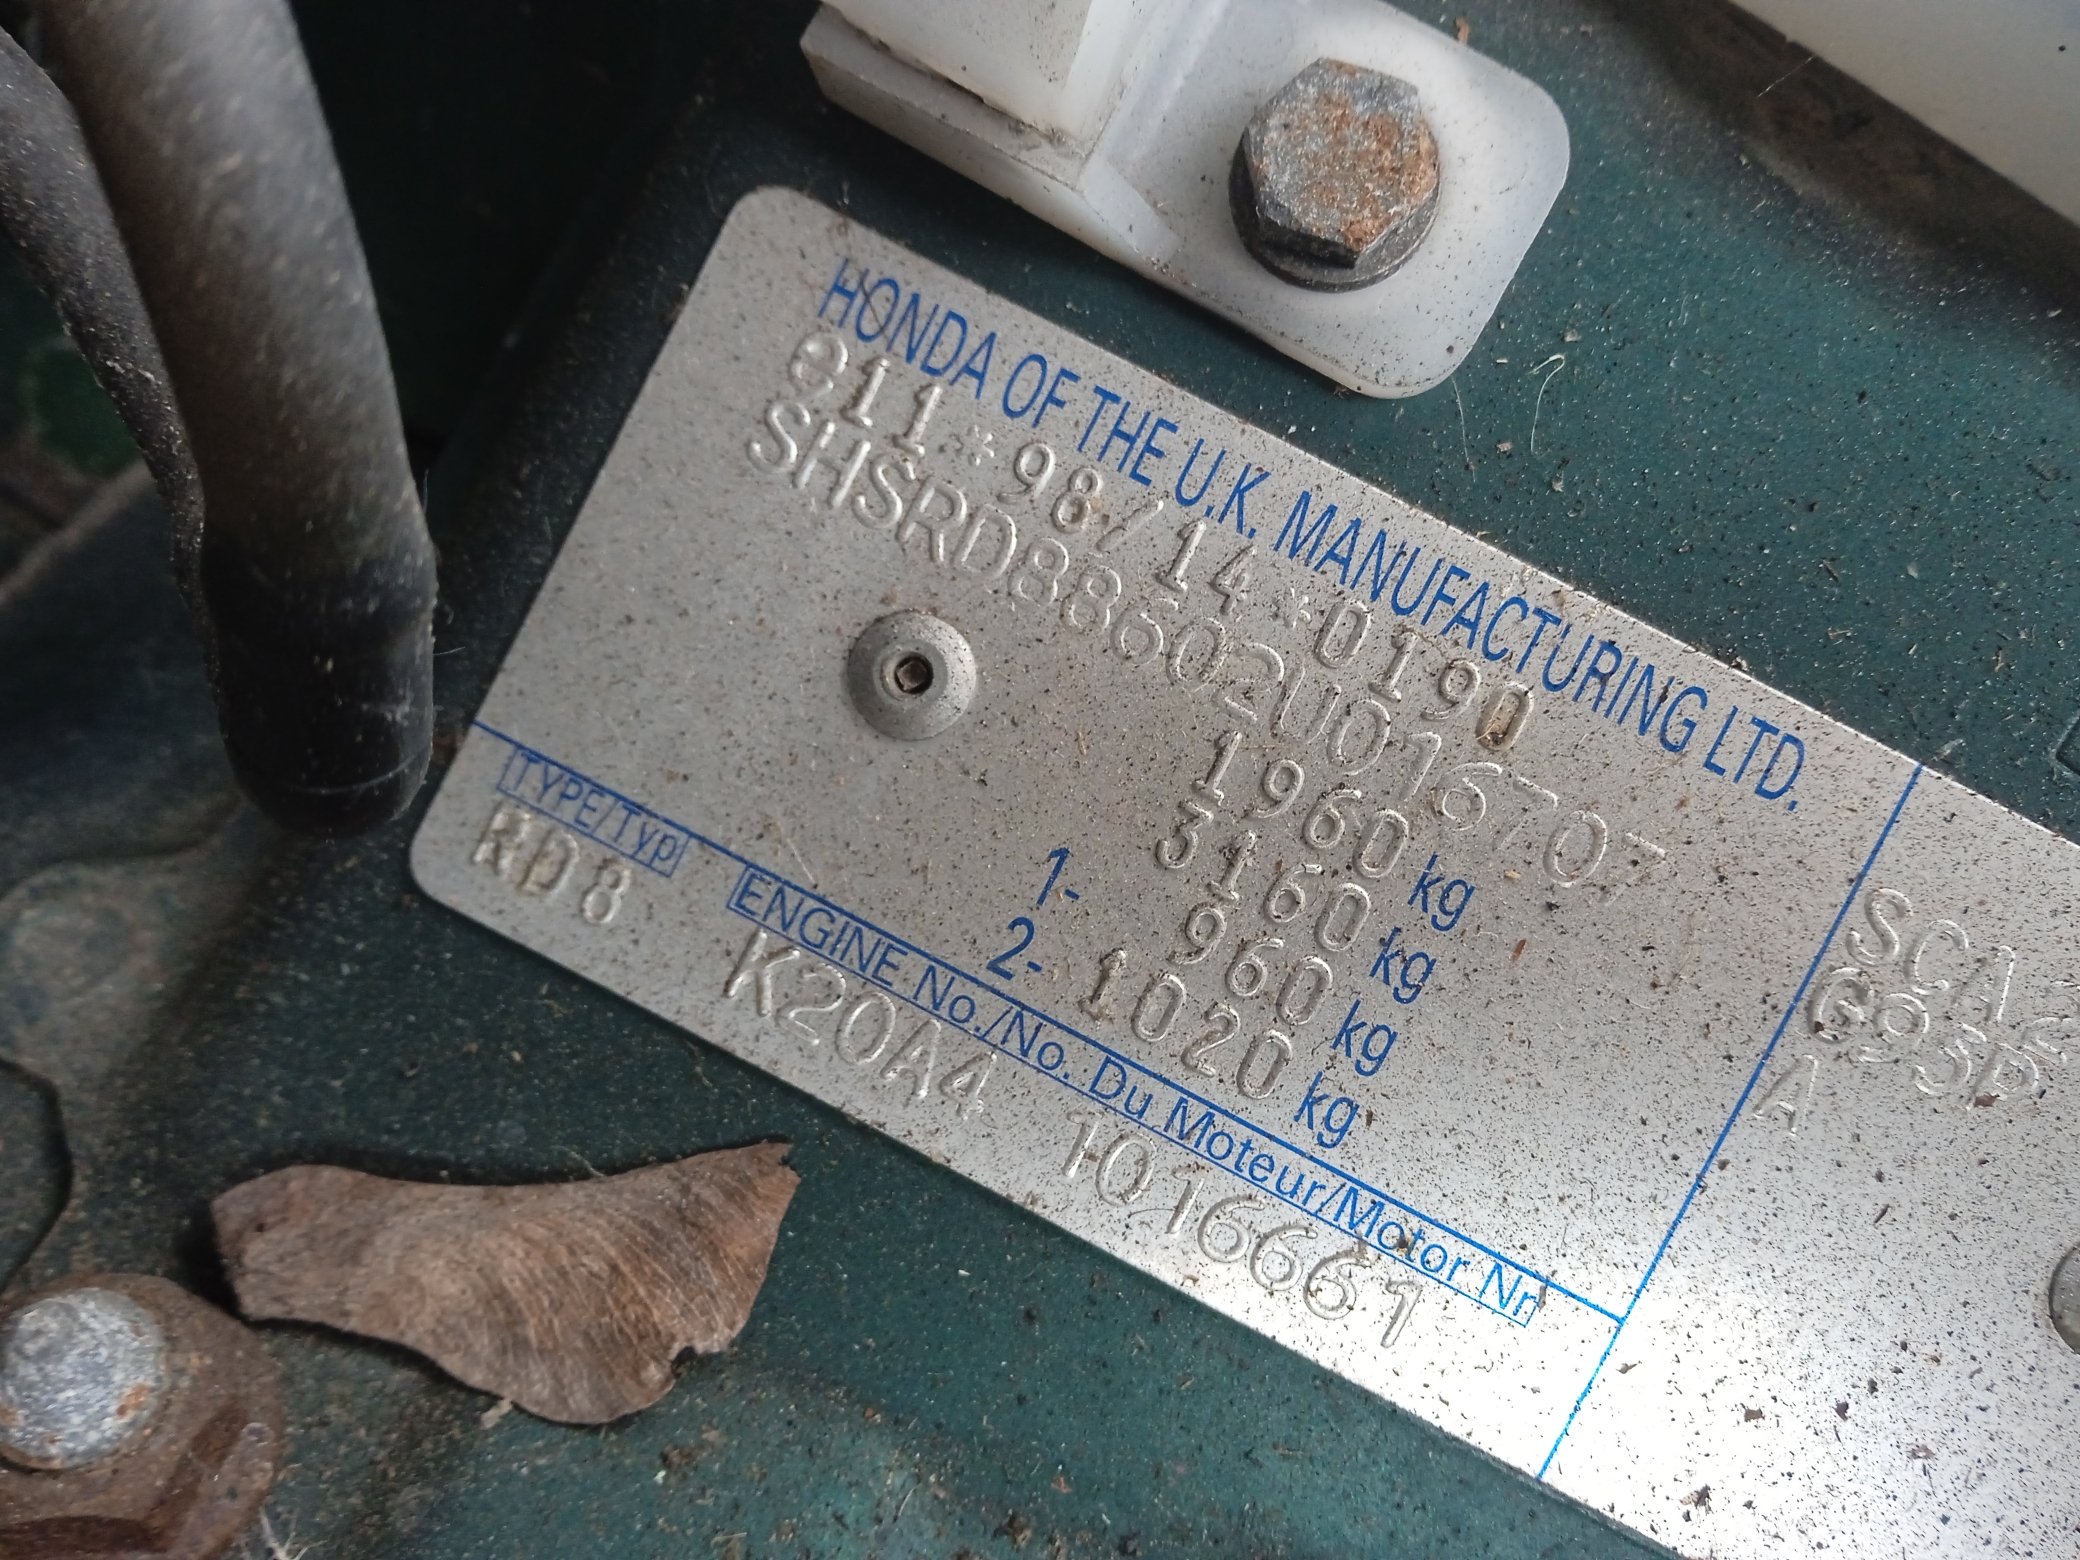 HONDA OF THE U.K. MANUFACTURING LTD.
e11*98/14*0190
SHSRD88602U016707
1960 kg
3160 kg
1- 960 kg
2- 1020 kg
TYPE/TYP
RD8
ENGINE No./No. Du Moteur/Motor Nr
K20A4 1016661
G95P
A